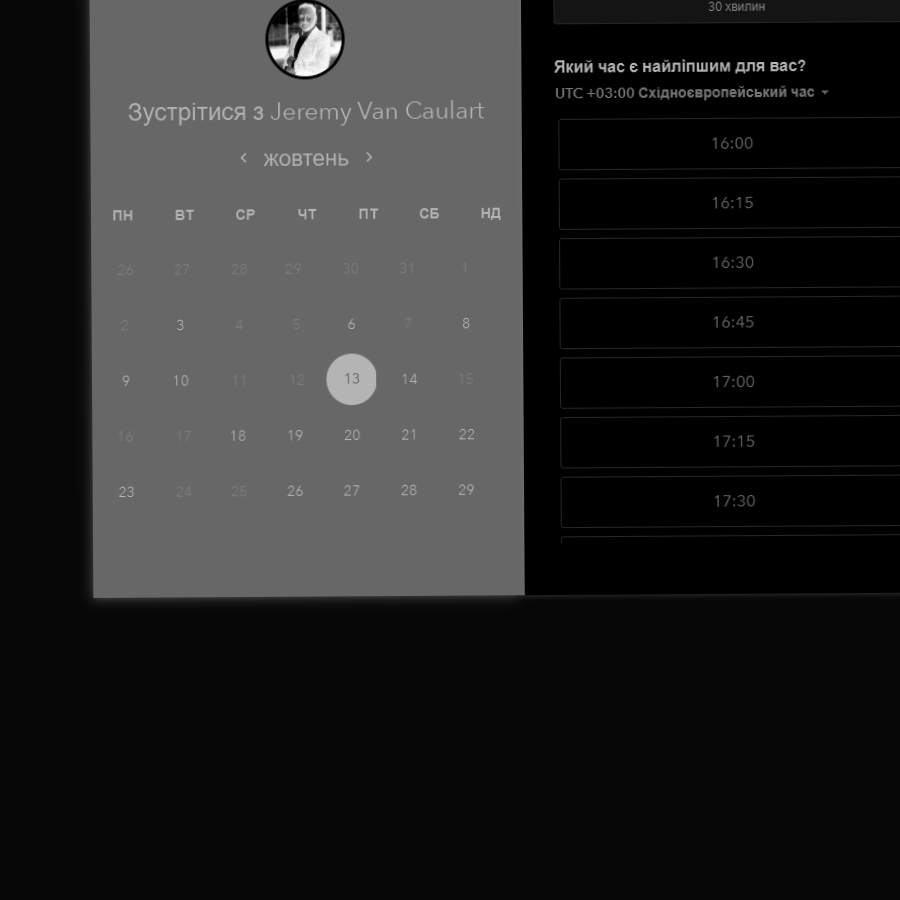 Зустрітися з Jeremy Van Caulart
жовтень
ПН ВТ СР ЧТ ПТ СБ НД
26 27 28 29 30 31 1
2 3 4 5 6 7 8
9 10 11 12 13 14 15
16 17 18 19 20 21 22
23 24 25 26 27 28 29
30 хвилин
Який час є найліпшим для вас?
UTC +03:00 Східноєвропейський час
16:00
16:15
16:30
16:45
17:00
17:15
17:30